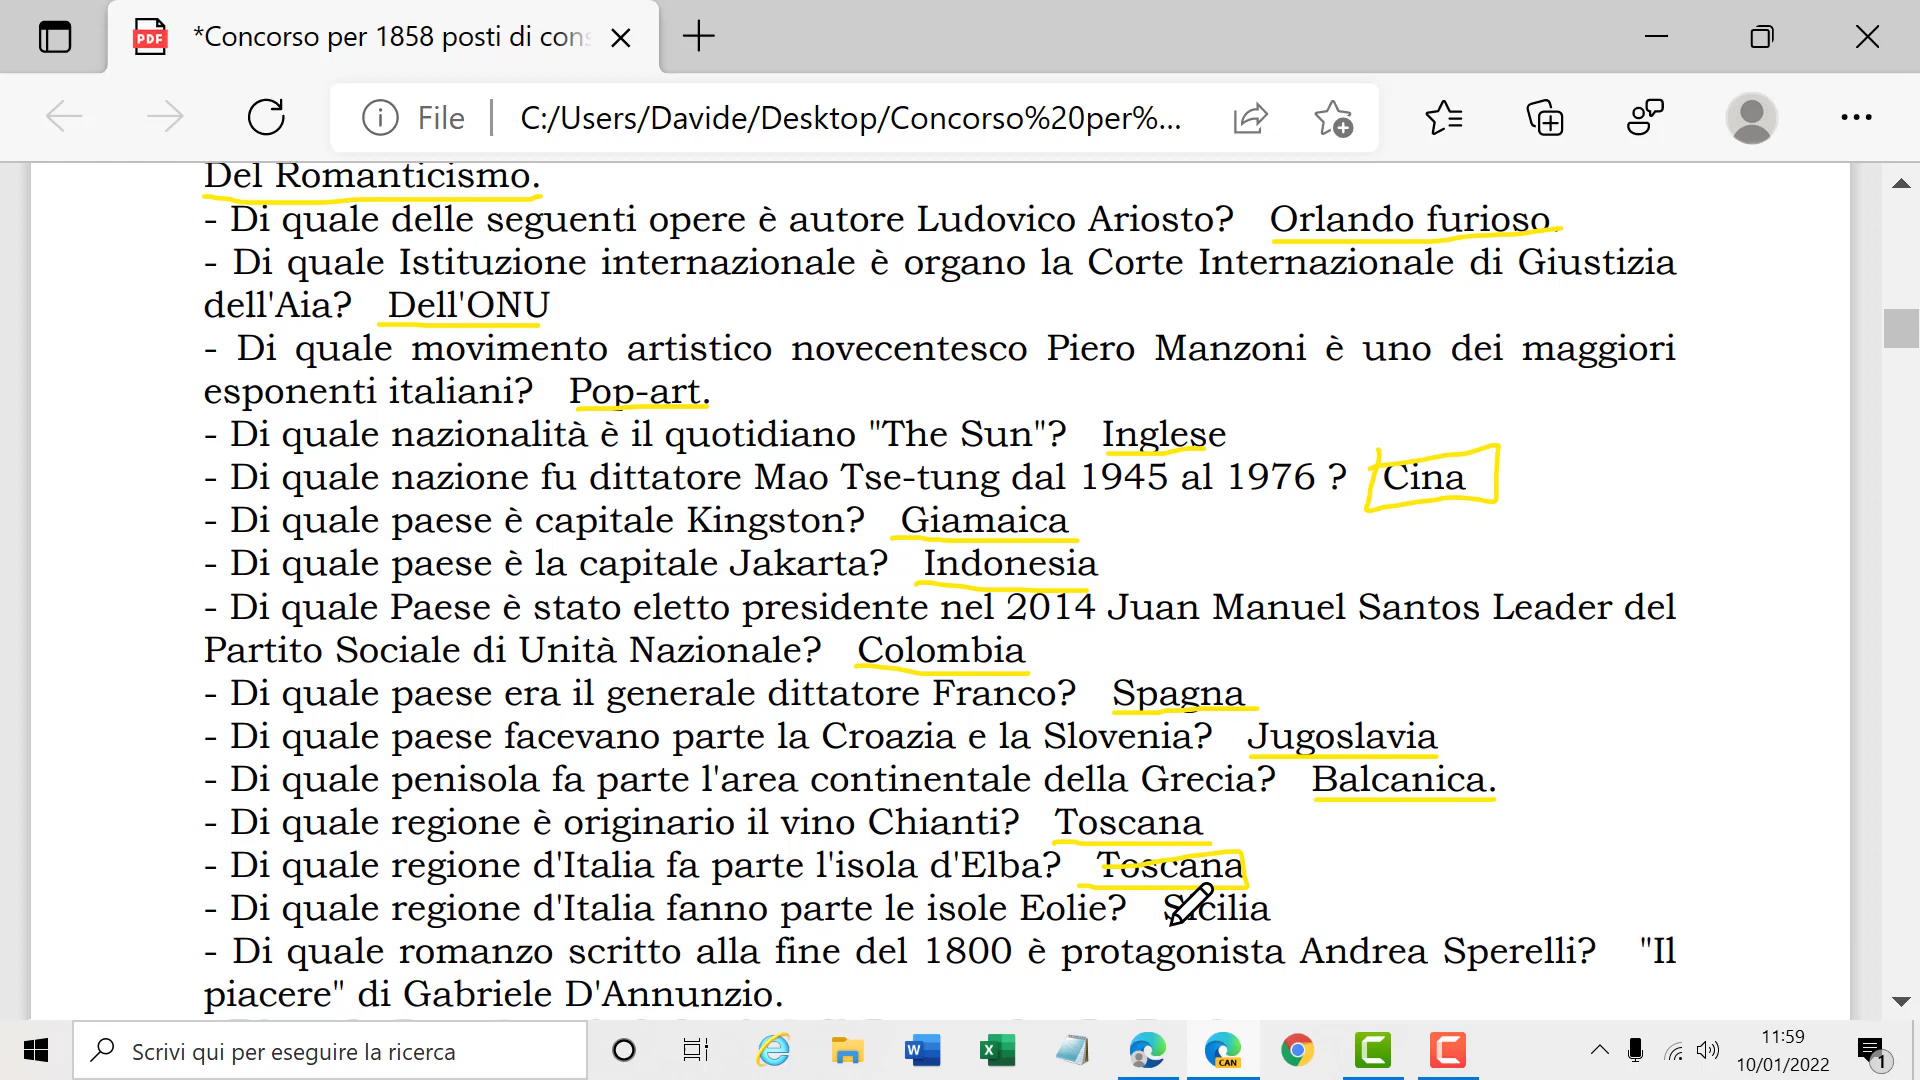 *Concorso per 1858 posti di con
File
C:/Users/Davide/Desktop/Concorso%20per%...
Del Romanticismo.
- Di quale delle seguenti opere è autore Ludovico Ariosto? Orlando furioso.
- Di quale Istituzione internazionale è organo la Corte Internazionale di Giustizia
dell'Aia? Dell'ONU
- Di quale movimento artistico novecentesco Piero Manzoni è uno dei maggiori
esponenti italiani? Pop-art.
- Di quale nazionalità è il quotidiano "The Sun"? Inglese
- Di quale nazione fu dittatore Mao Tse-tung dal 1945 al 1976 ? Cina
- Di quale paese è capitale Kingston? Giamaica
- Di quale paese è la capitale Jakarta? Indonesia
- Di quale Paese è stato eletto presidente nel 2014 Juan Manuel Santos Leader del
Partito Sociale di Unità Nazionale? Colombia
- Di quale paese era il generale dittatore Franco? Spagna
- Di quale paese facevano parte la Croazia e la Slovenia? Jugoslavia
- Di quale penisola fa parte l'area continentale della Grecia? Balcanica.
- Di quale regione è originario il vino Chianti? Toscana
- Di quale regione d'Italia fa parte l'isola d'Elba? Toscana
- Di quale regione d'Italia fanno parte le isole Eolie? Sicilia
- Di quale romanzo scritto alla fine del 1800 è protagonista Andrea Sperelli? "Il
piacere" di Gabriele D'Annunzio.
Scrivi qui per eseguire la ricerca
CAN
11:59
10/01/2022
1